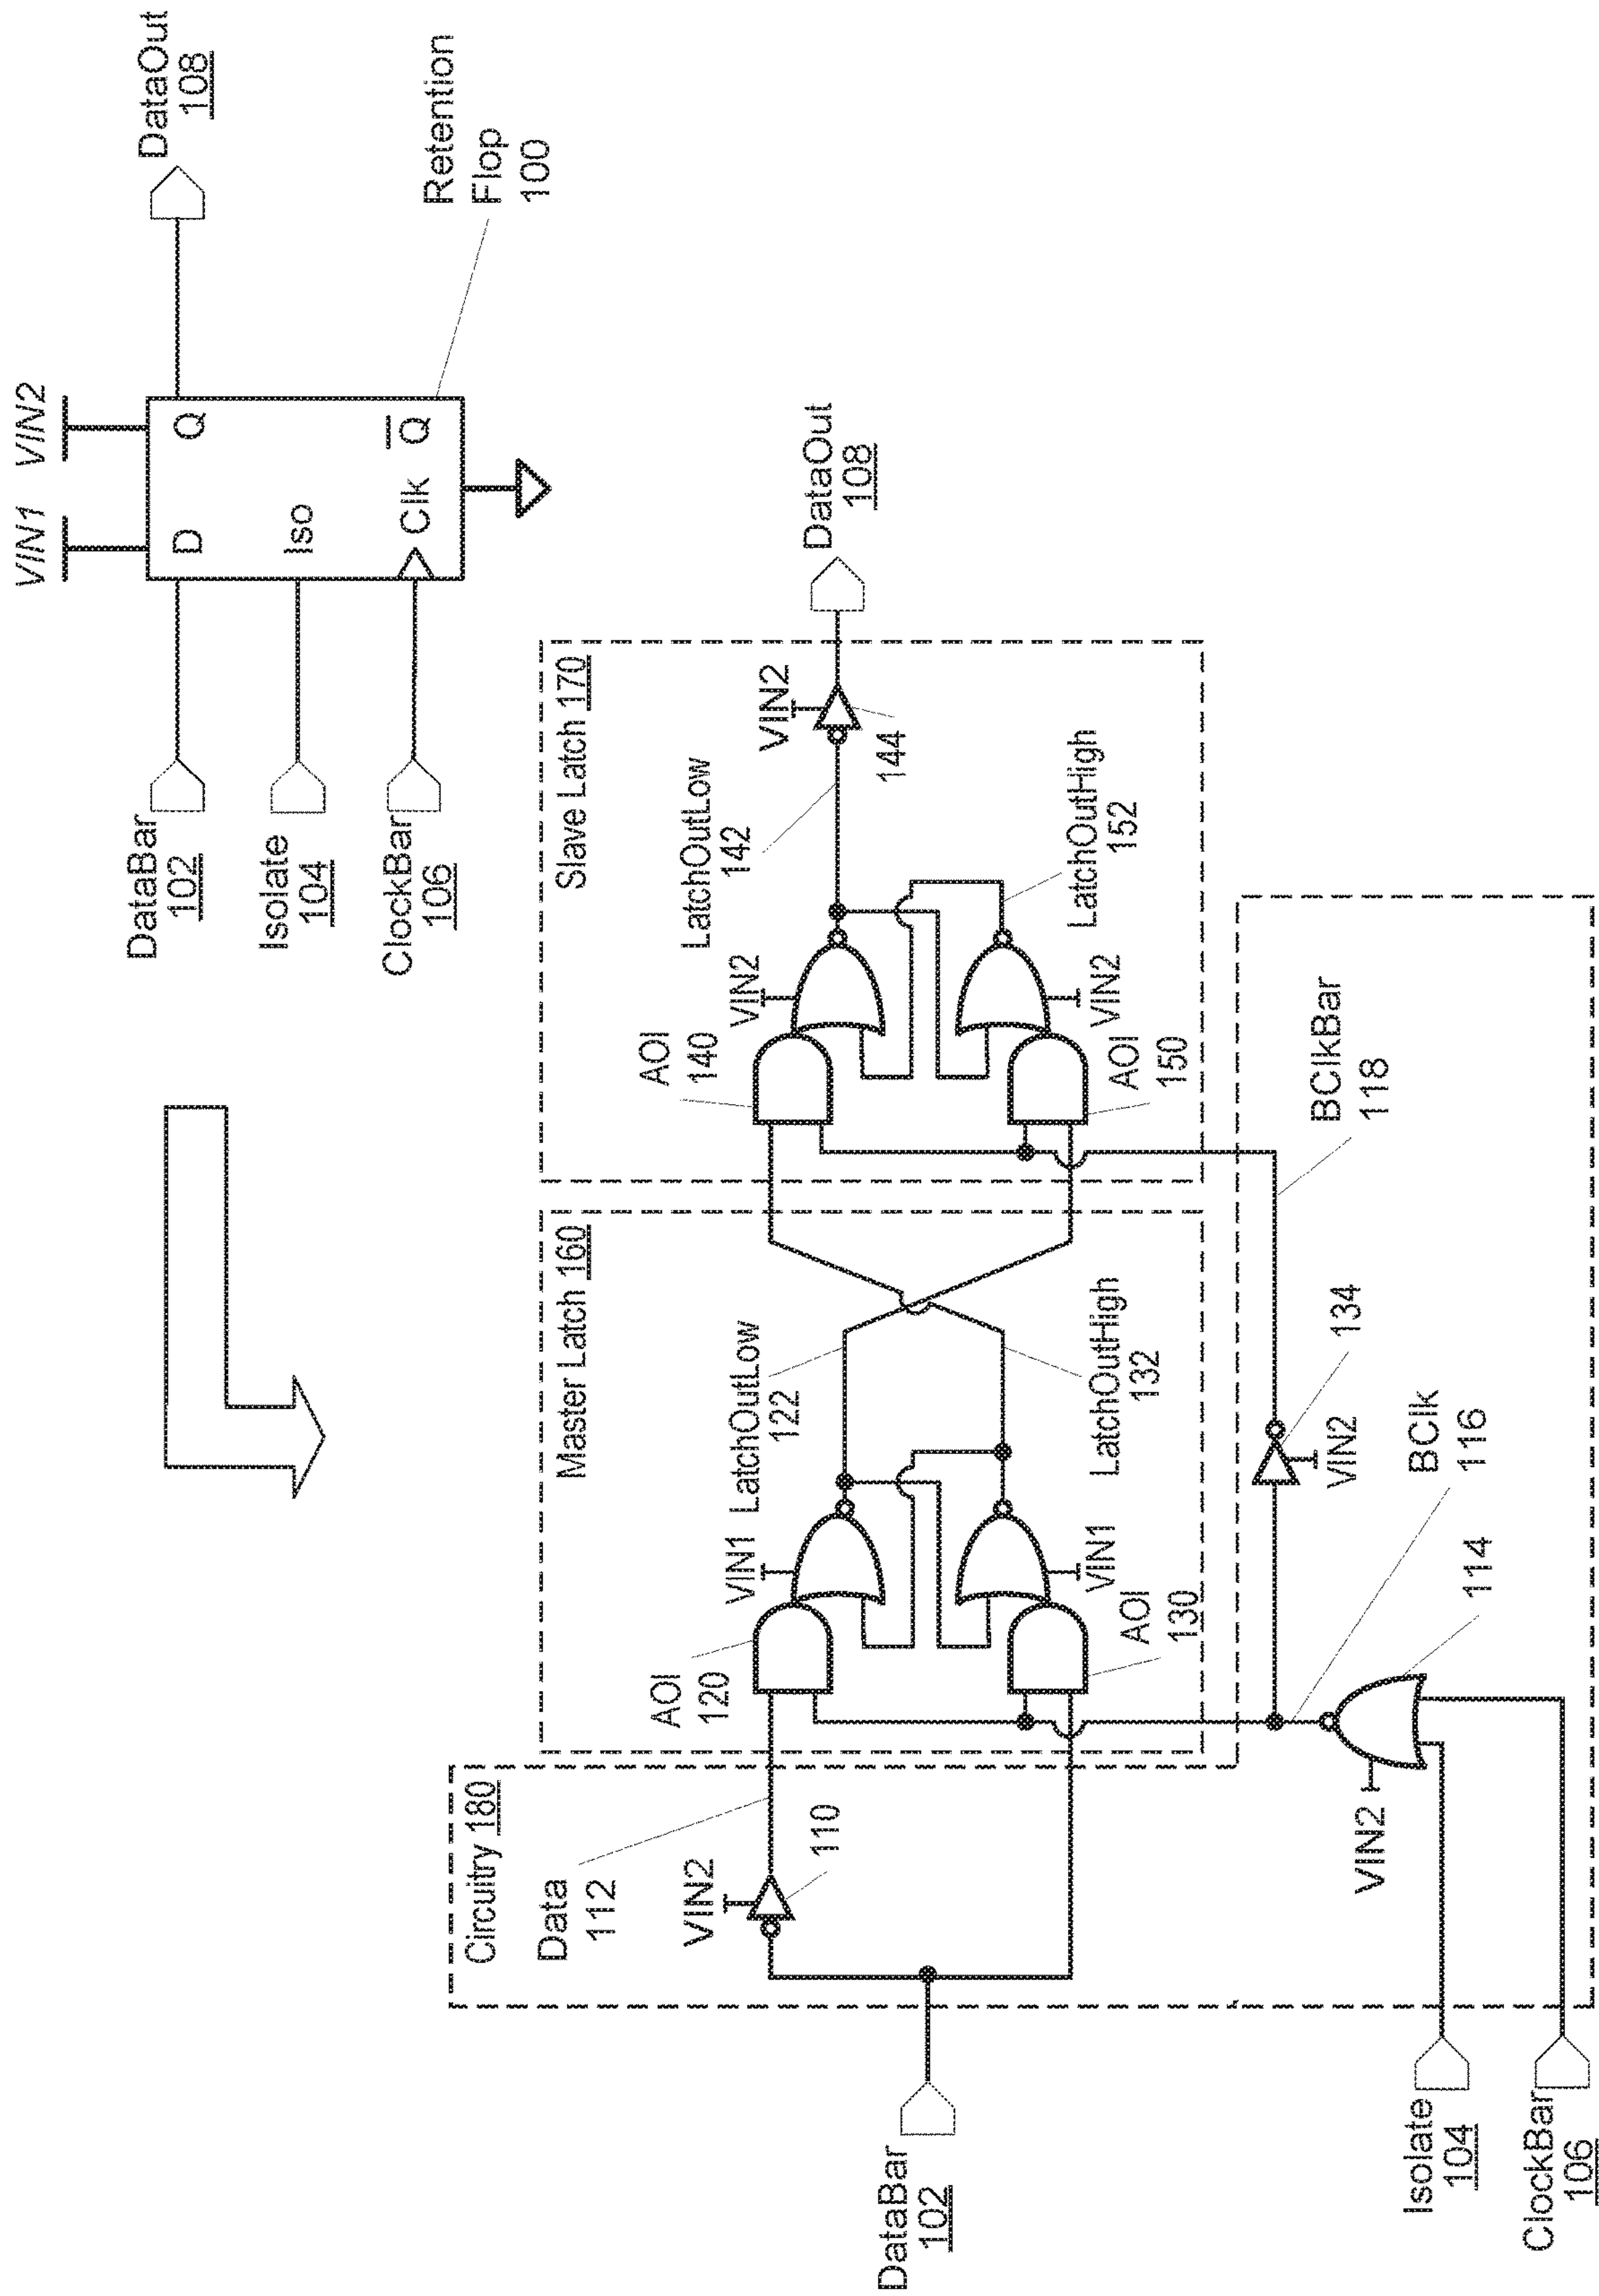 VIN1
VIN2
DataBar
102
D
Q
DataOut
108
Isolate
104
Iso
ClockBar
106
Clk
Q
Retention
Flop
100
Circuitry 180
Data
112
VIN2
110
DataBar
102
Isolate
104
ClockBar
106
VIN2
114
BClk
116
VIN2
134
BClkBar
118
Master Latch 160
AOI
120
VIN1
LatchOutLow
122
AOI
130
VIN1
LatchOutHigh
132
Slave Latch 170
AOI
140
VIN2
LatchOutLow
142
VIN2
144
AOI
150
VIN2
LatchOutHigh
152
DataOut
108